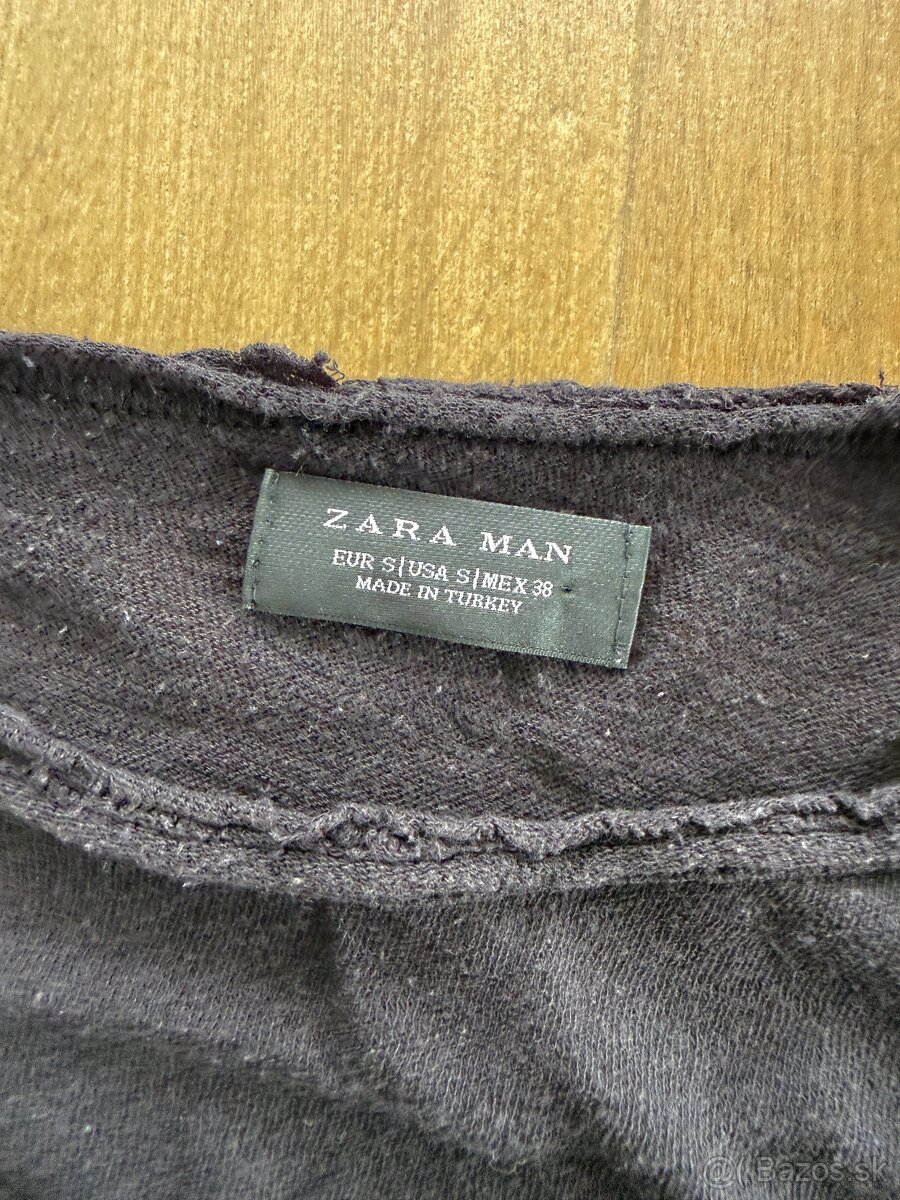 ZARA MAN
EUR S|USA S|MEX 38
MADE IN TURKEY
@ Bazos.sk